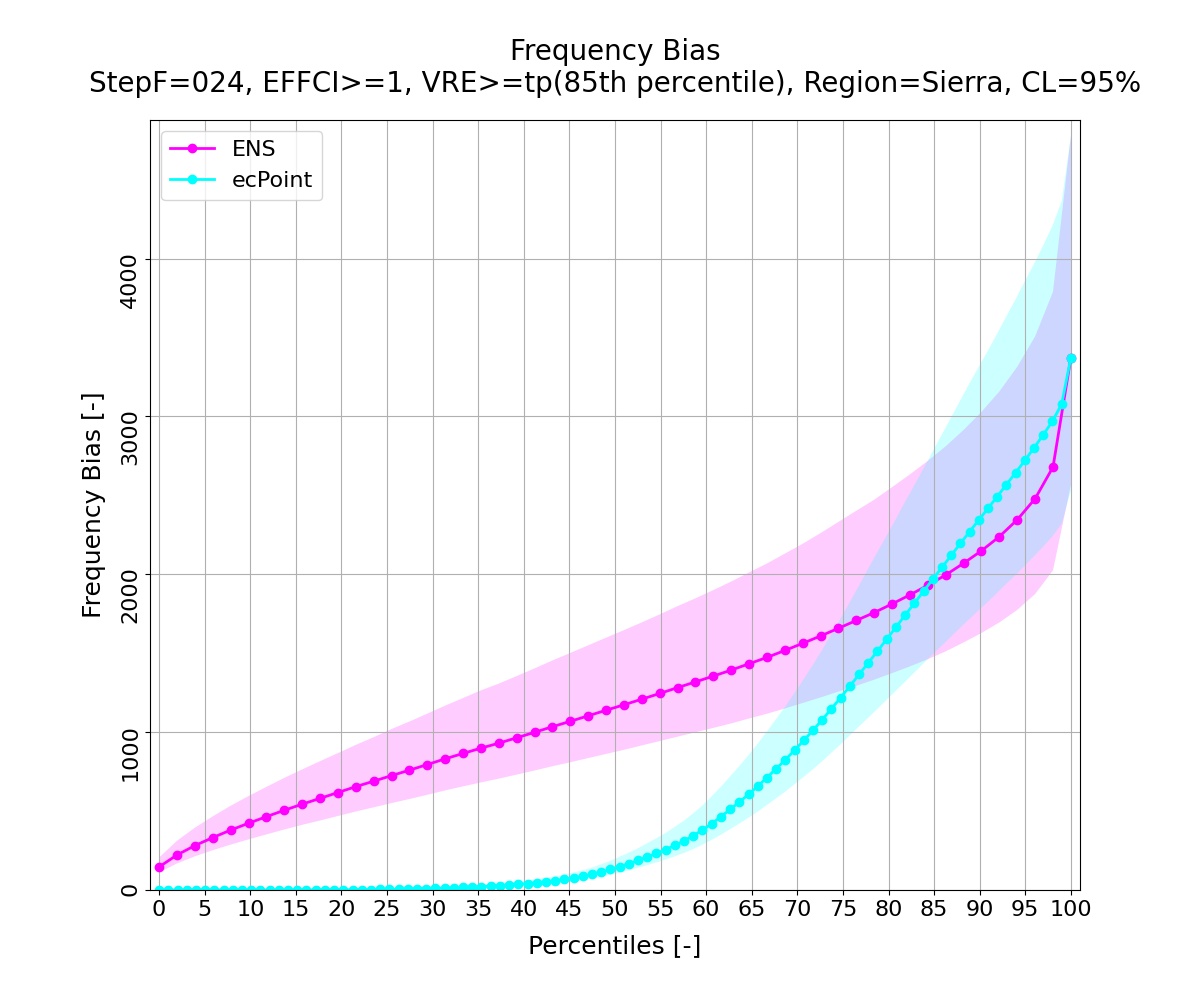 Frequency Bias
StepF=024, EFFCI>=1, VRE>=tp(85th percentile), Region=Sierra, CL=95%
ENS
ecPoint
Frequency Bias [-]
4000
3000
2000
1000
0
0 5 10 15 20 25 30 35 40 45 50 55 60 65 70 75 80 85 90 95 100
Percentiles [-]